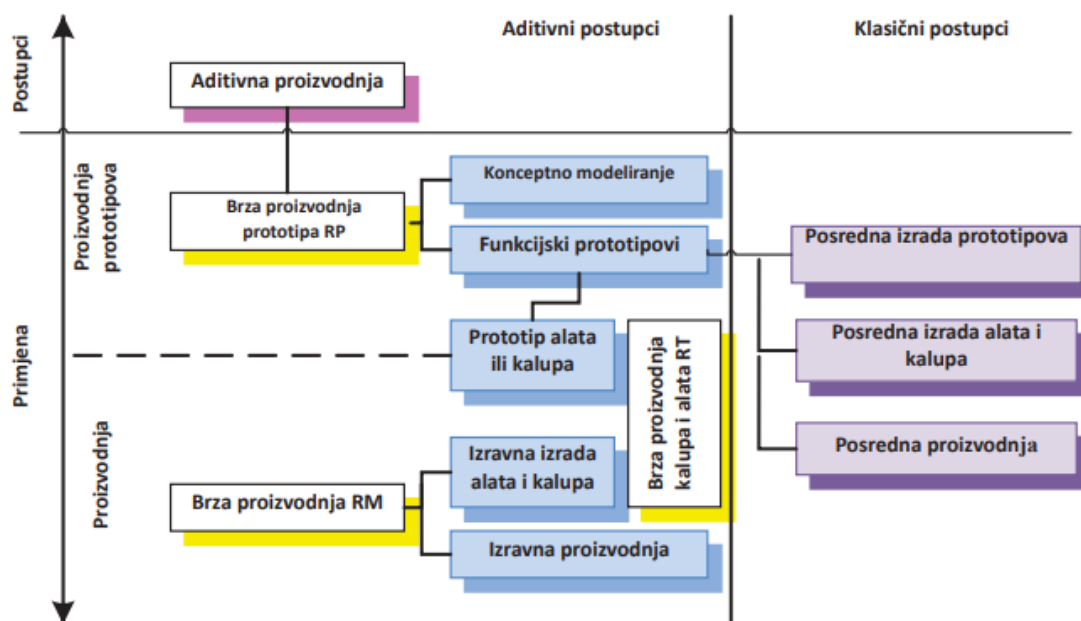 Aditivni postupci
Klasični postupci
Postupci
Aditivna proizvodnja
Proizvodnja
prototipova
Brza proizvodnja
prototipa RP
Konceptno modeliranje
Funkcijski prototipovi
Posredna izrada prototipova
Primjena
Prototip alata
ili kalupa
Brza proizvodnja
kalupa i alata RT
Posredna izrada alata i
kalupa
Proizvodnja
Brza proizvodnja RM
Izravna izrada
alata i kalupa
Izravna proizvodnja
Posredna proizvodnja